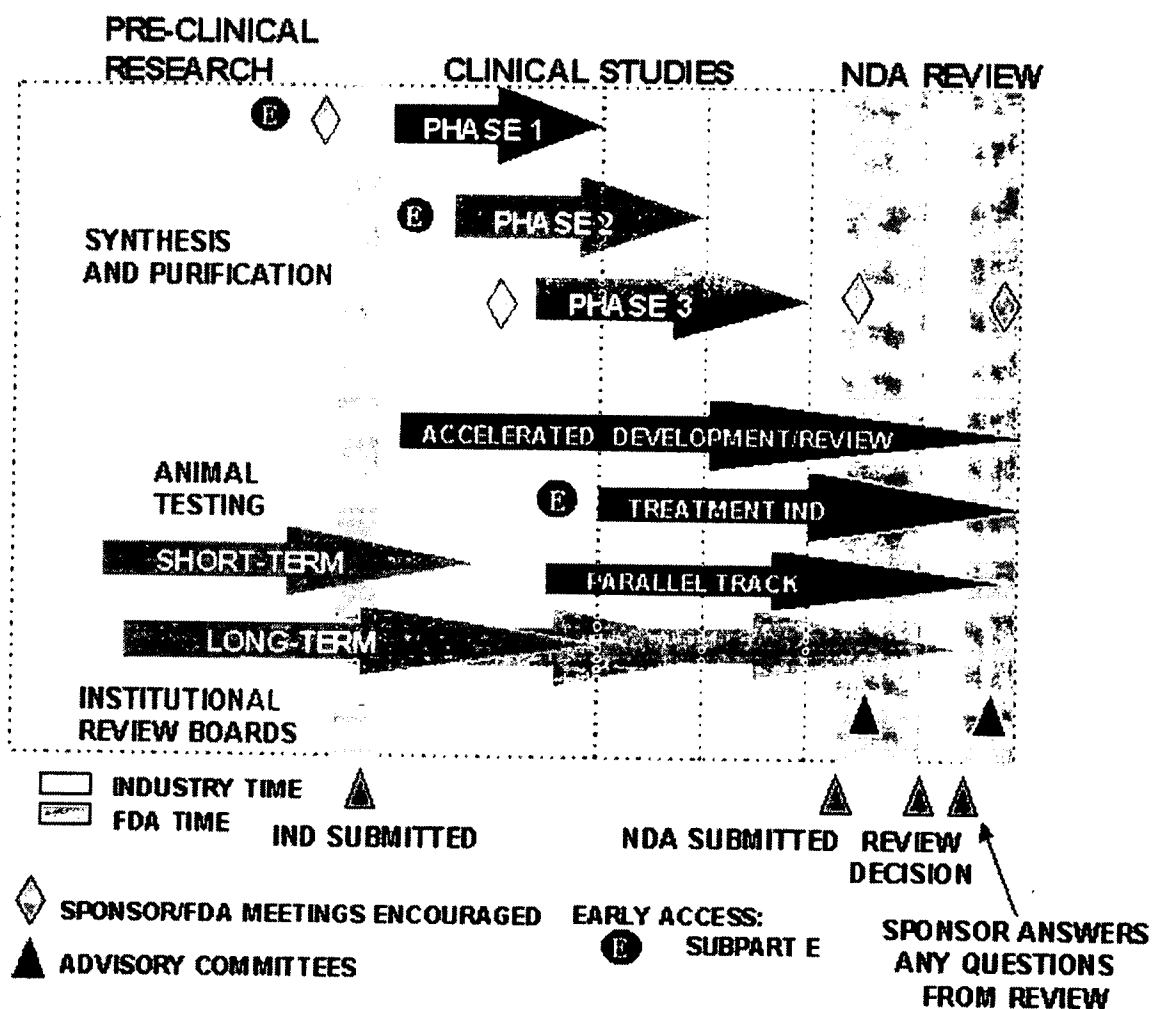 PRE-CLINICAL
RESEARCH
CLINICAL STUDIES
NDA REVIEW
E
PHASE 1
E
PHASE 2
SYNTHESIS
AND PURIFICATION
PHASE 3
ACCELERATED DEVELOPMENT/REVIEW
ANIMAL
TESTING
E
TREATMENT IND
SHORT-TERM
PARALLEL TRACK
LONG-TERM
INSTITUTIONAL
REVIEW BOARDS
INDUSTRY TIME
FDA TIME
IND SUBMITTED
NDA SUBMITTED
REVIEW
DECISION
SPONSOR/FDA MEETINGS ENCOURAGED
EARLY ACCESS:
E SUBPART E
ADVISORY COMMITTEES
SPONSOR ANSWERS
ANY QUESTIONS
FROM REVIEW